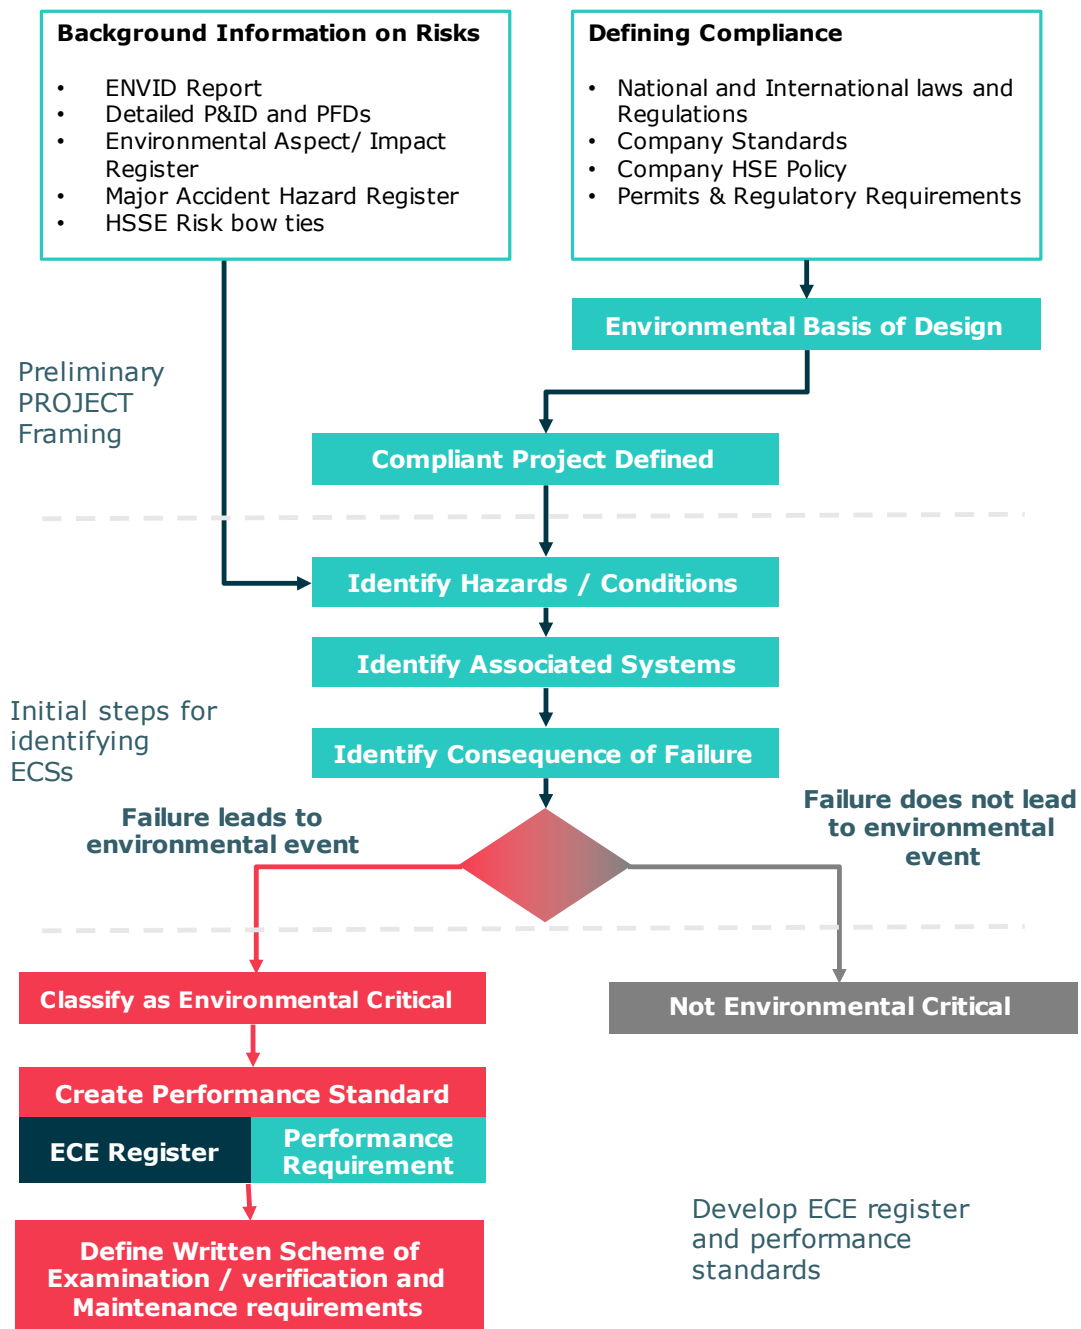 Background Information on Risks
• ENVID Report
• Detailed P&ID and PFDs
• Environmental Aspect/ Impact
Register
• Major Accident Hazard Register
• HSSE Risk bow ties
Defining Compliance
• National and International laws and
Regulations
• Company Standards
• Company HSE Policy
• Permits & Regulatory Requirements
Environmental Basis of Design
Preliminary
PROJECT
Framing
Compliant Project Defined
Identify Hazards / Conditions
Identify Associated Systems
Initial steps for
identifying
ECSs
Identify Consequence of Failure
Failure leads to
environmental event
Failure does not lead
to environmental
event
Classify as Environmental Critical
Not Environmental Critical
Create Performance Standard
ECE Register
Performance
Requirement
Develop ECE register
and performance
standards
Define Written Scheme of
Examination / verification and
Maintenance requirements